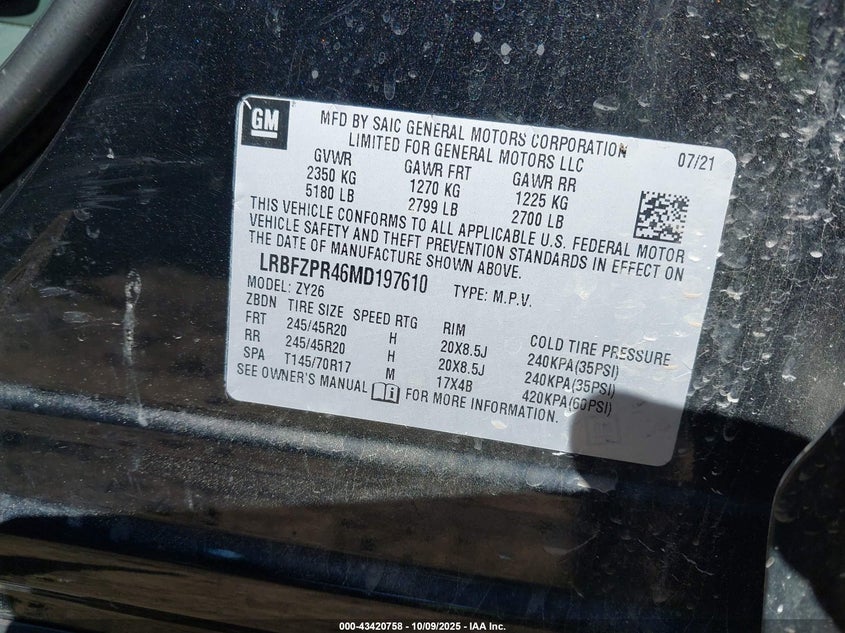 GM
MFD BY SAIC GENERAL MOTORS CORPORATION
LIMITED FOR GENERAL MOTORS LLC
07/21
GVWR GAWR FRT GAWR RR
2350 KG 1270 KG 1225 KG
5180 LB 2799 LB 2700 LB
THIS VEHICLE CONFORMS TO ALL APPLICABLE U.S. FEDERAL MOTOR
VEHICLE SAFETY AND THEFT PREVENTION STANDARDS IN EFFECT ON
THE DATE OF MANUFACTURE SHOWN ABOVE.
LRBFZPR46MD197610 TYPE: M.P.V.
MODEL: ZY26
ZBDN TIRE SIZE SPEED RTG RIM COLD TIRE PRESSURE
FRT 245/45R20 H 20X8.5J 240KPA(35PSI)
RR 245/45R20 H 20X8.5J 240KPA(35PSI)
SPA T145/70R17 M 17X4B 420KPA(60PSI)
SEE OWNER'S MANUAL FOR MORE INFORMATION.
000-43420758 - 10/09/2025 - IAA Inc.